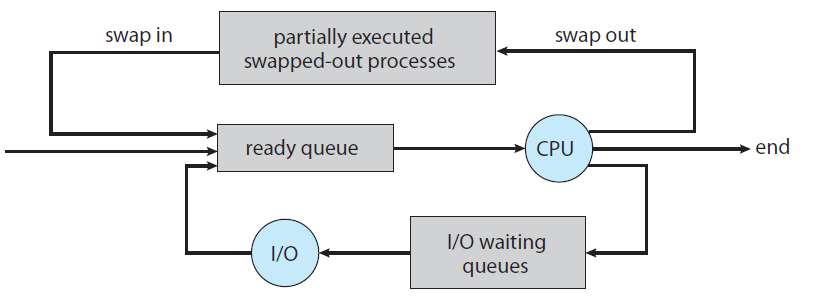 swap in
partially executed
swapped-out processes
swap out
ready queue
CPU
end
I/O
I/O waiting
queues